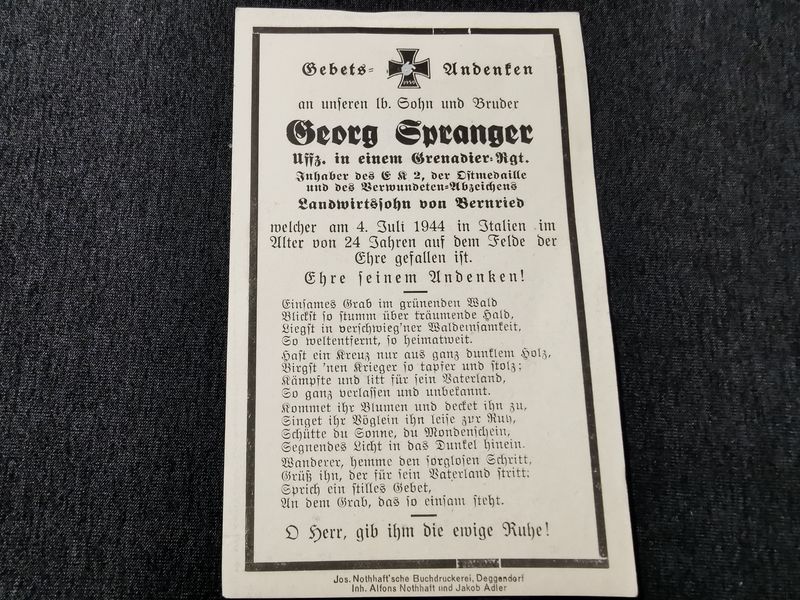 Gebets= Andenken
an unseren lb. Sohn und Bruder
Georg Spranger
Uffz. in einem Grenadier=Rgt.
Inhaber des E K 2, der Ostmedaille
und des Verwundeten=Abzeichens
Landwirtssohn von Bernried
welcher am 4. Juli 1944 in Italien im
Alter von 24 Jahren auf dem Felde der
Ehre gefallen ist.
Ehre seinem Andenken!
Einsames Grab im grünenden Wald
Blickst so stumm über träumende Hald,
Liegst in verschwieg'ner Waldeinsamkeit,
So weltentfernt, so heimatweit.
Hast ein Kreuz nur aus ganz dunklem Holz,
Birgst 'nen Krieger so tapfer und stolz;
Kämpfte und litt für sein Vaterland,
So ganz verlassen und unbekannt.
Kommet ihr Blumen und decket ihn zu,
Singet ihr Vöglein ihn leise zur Ruh,
Schütte du Sonne, du Mondenschein,
Segnendes Licht in das Dunkel hinein.
Wanderer, hemme den sorglosen Schritt,
Grüß ihn, der für sein Vaterland stritt;
Sprich ein stilles Gebet,
An dem Grab, das so einsam steht.
O Herr, gib ihm die ewige Ruhe!
Jos. Nothhaft'sche Buchdruckerei, Deggendorf
Inh. Alfons Nothhaft und Jakob Adler